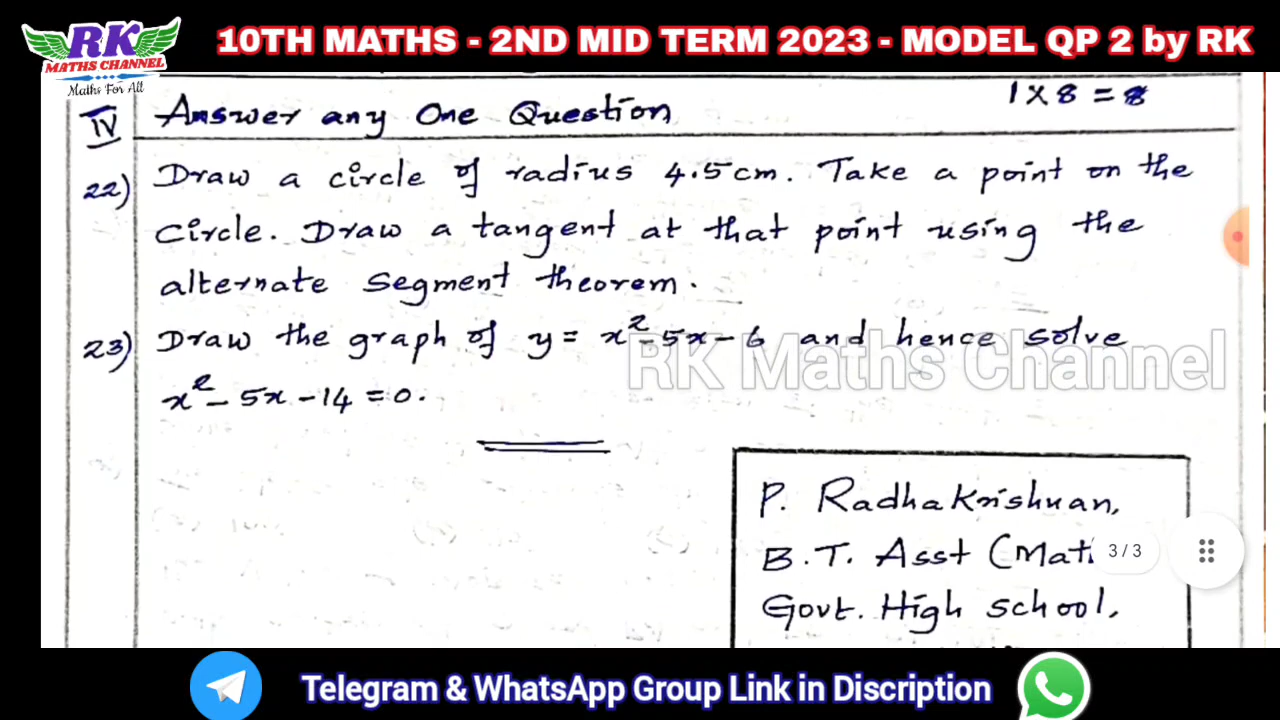 RK
MATHS CHANNEL
Maths For All
10TH MATHS - 2ND MID TERM 2023 - MODEL QP 2 by RK
IV Answer any One Question 1 x 8 = 8
22) Draw a circle of radius 4.5cm. Take a point on the
circle. Draw a tangent at that point using the
alternate segment theorem.
23) Draw the graph of y = x² - 5x - 6 and hence solve
x² - 5x - 14 = 0.
RK Maths Channel
P. Radhakrishnan,
B.T. Asst (Mat
3/3
Govt. High school,
Telegram & WhatsApp Group Link in Discription